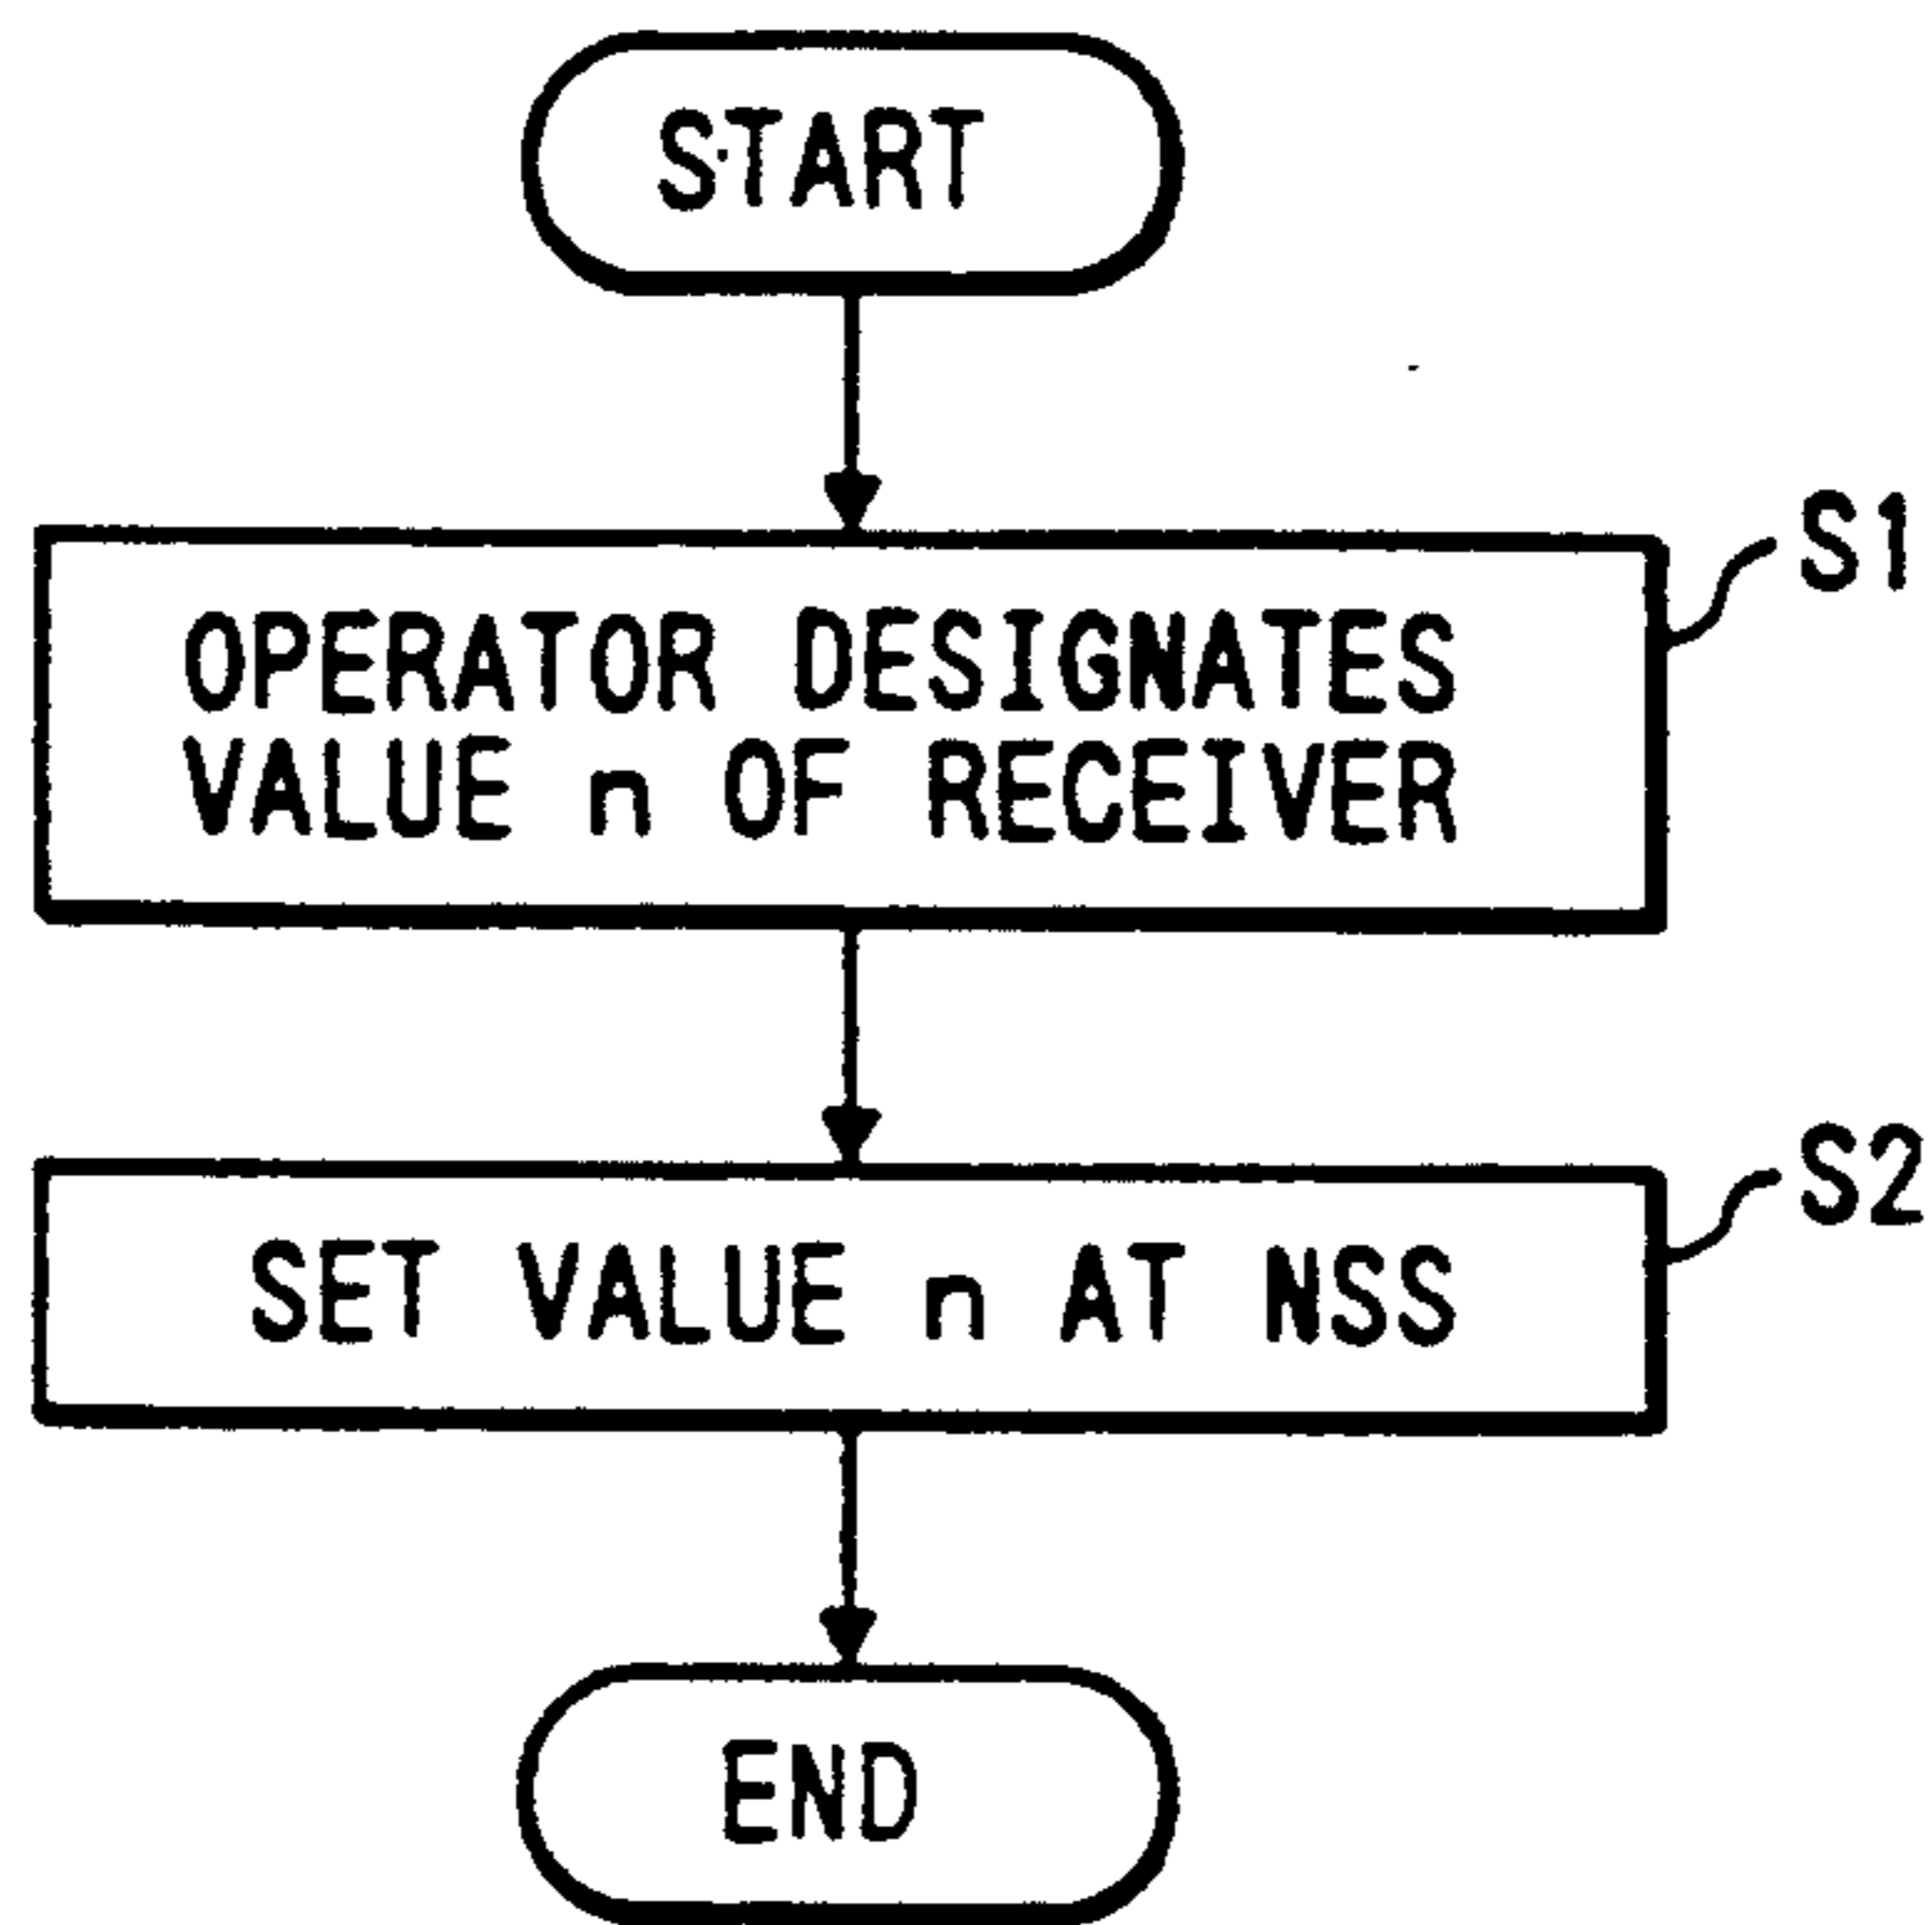 START
S1
OPERATOR DESIGNATES
VALUE n OF RECEIVER
S2
SET VALUE n AT NSS
END